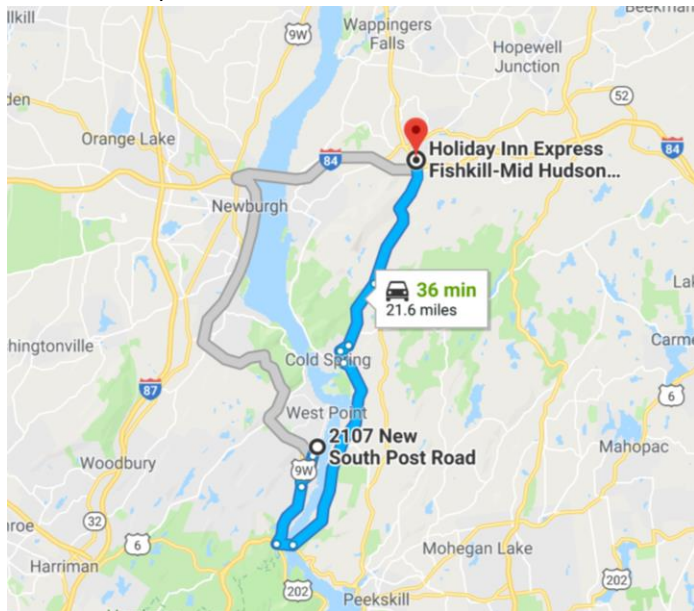 llkill
9W
Wappingers
Falls
Beekman
Hopewell
Junction
52
den
Orange Lake
84
Holiday Inn Express
Fishkill-Mid Hudson...
84
Newburgh
36 min
21.6 miles
Lak
hingtonville
Cold Spring
Carme
87
6
West Point
2107 New
South Post Road
9W
Woodbury
Mahopac
32
nroe
6
Harriman
Mohegan Lake
202
202
Peekskill